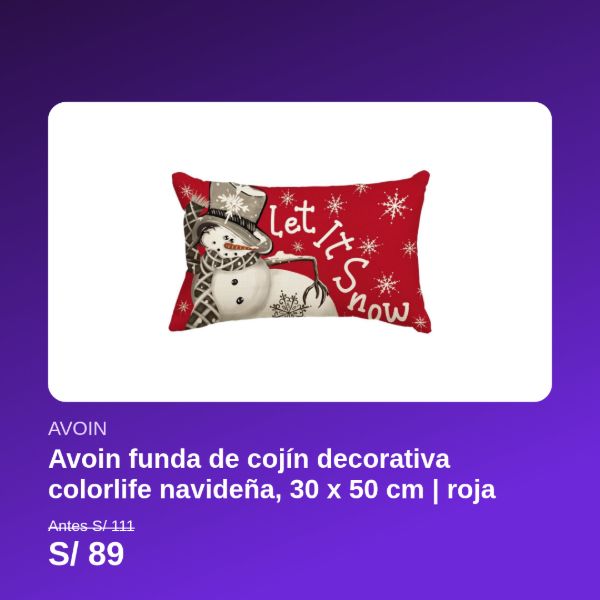 Let It Snow
AVOIN
Avoin funda de cojín decorativa
colorlife navideña, 30 x 50 cm | roja
Antes S/ 111
S/ 89